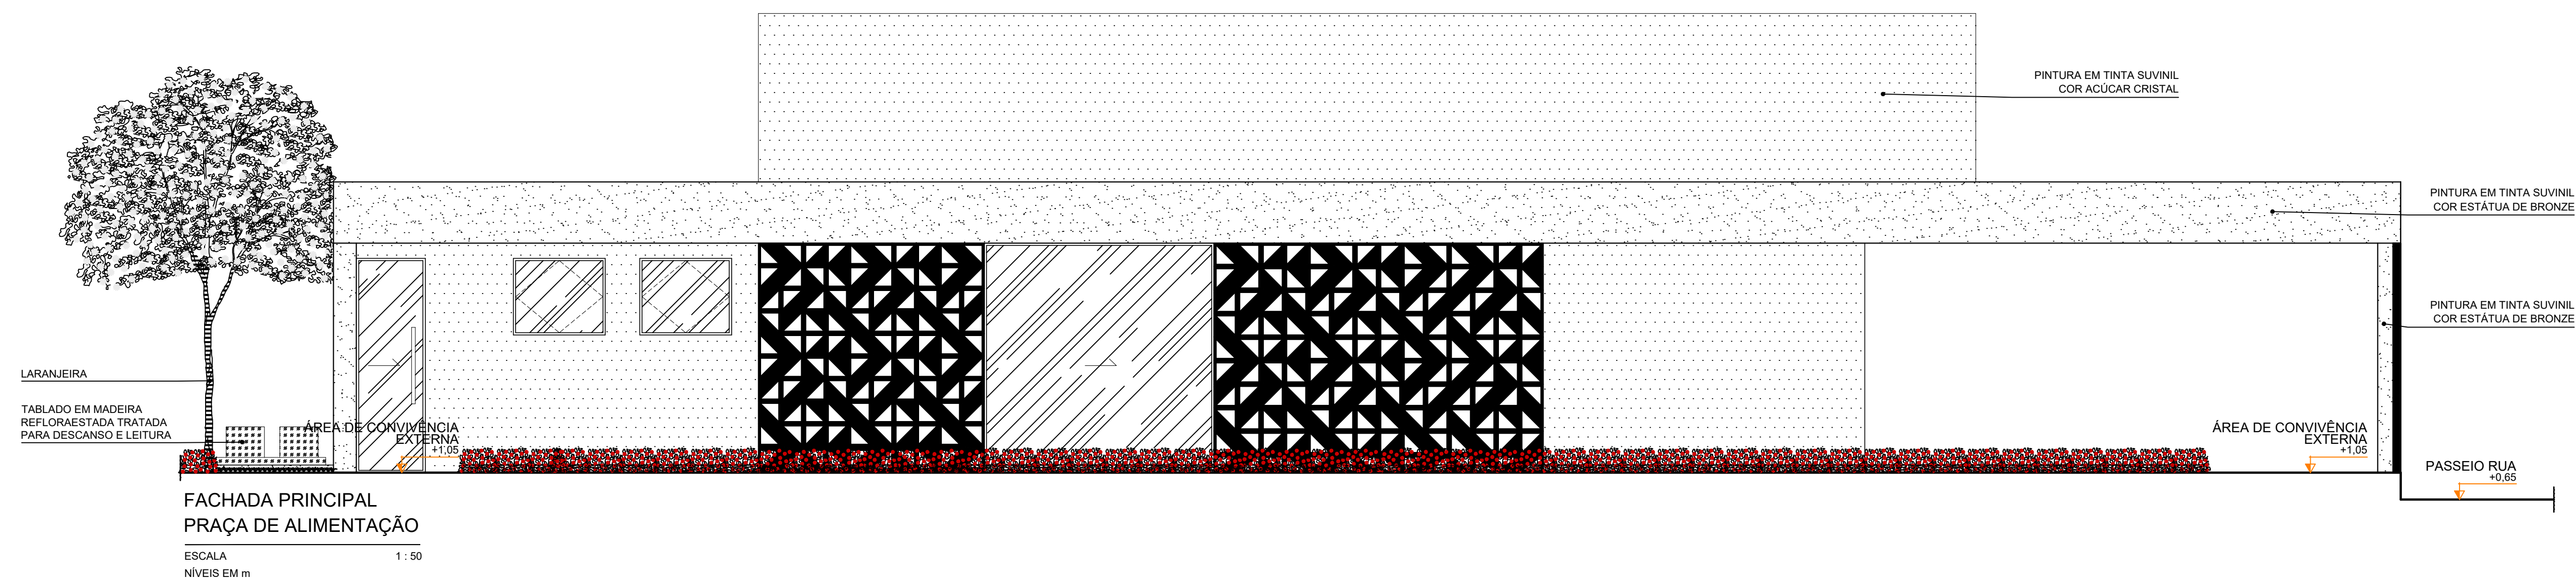 PINTURA EM TINTA SUVINIL
COR ACÚCAR CRISTAL
PINTURA EM TINTA SUVINIL
COR ESTÁTUA DE BRONZE
PINTURA EM TINTA SUVINIL
COR ESTÁTUA DE BRONZE
LARANJEIRA
TABLADO EM MADEIRA
REFLORAESTADA TRATADA
PARA DESCANSO E LEITURA
ÁREA DE CONVIVÊNCIA
EXTERNA
+1,05
ÁREA DE CONVIVÊNCIA
EXTERNA
+1,05
PASSEIO RUA
+0,65
FACHADA PRINCIPAL
PRAÇA DE ALIMENTAÇÃO
ESCALA 1 : 50
NÍVEIS EM m